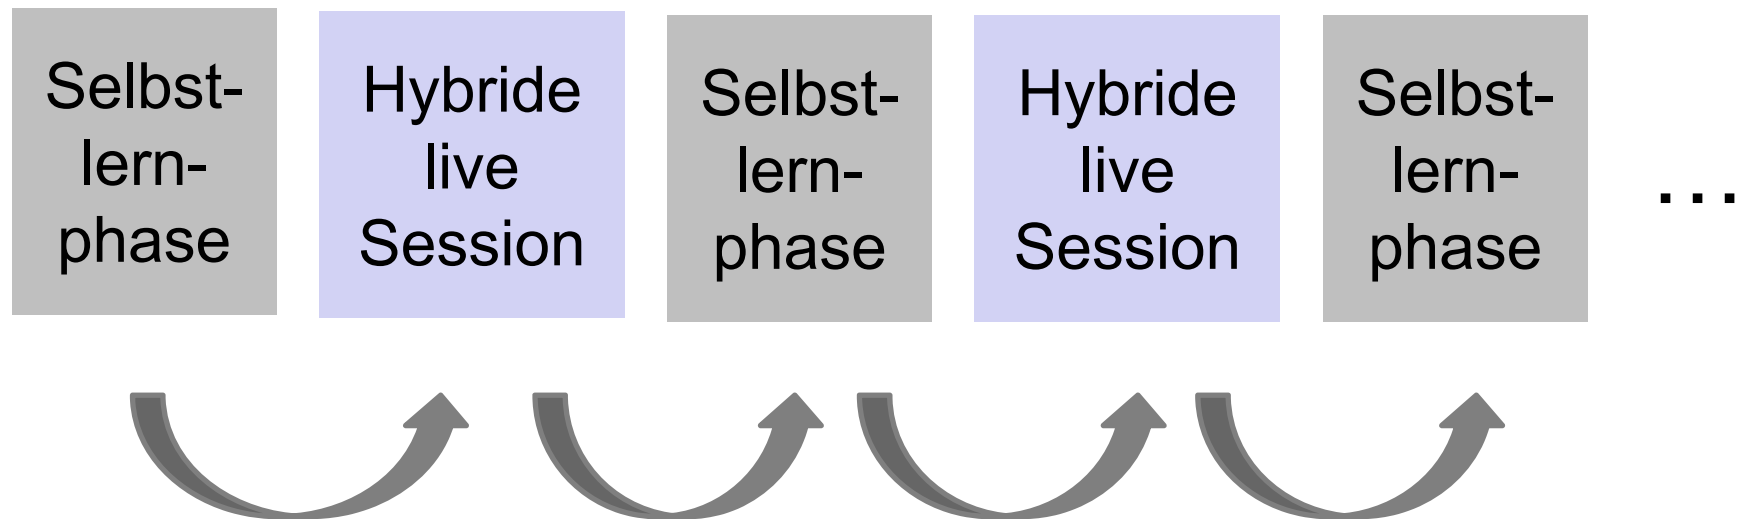 Selbst-
lern-
phase
Hybride
live
Session
Selbst-
lern-
phase
Hybride
live
Session
Selbst-
lern-
phase
...